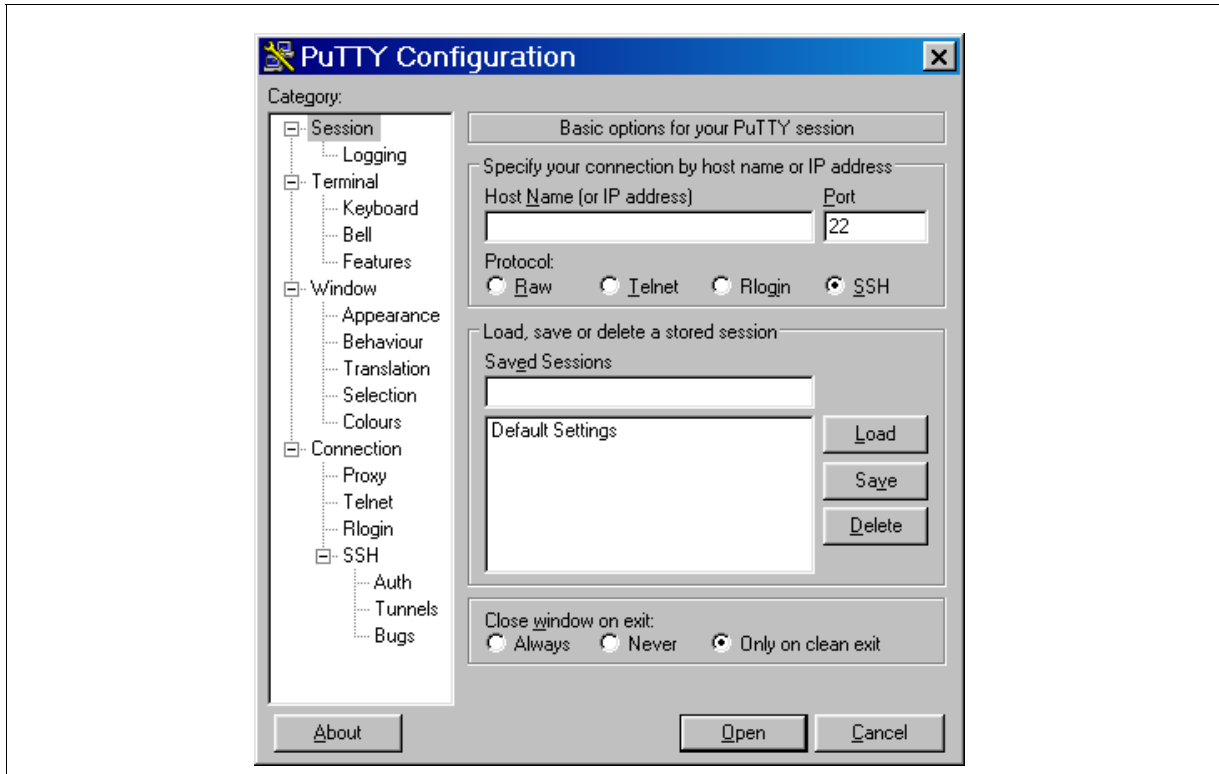 PuTTY Configuration
Category:
Session
Logging
Terminal
Keyboard
Bell
Features
Window
Appearance
Behaviour
Translation
Selection
Colours
Connection
Proxy
Telnet
Rlogin
SSH
Auth
Tunnels
Bugs
Basic options for your PuTTY session
Specify your connection by host name or IP address
Host Name (or IP address) Port
22
Protocol:
Raw Telnet Rlogin SSH
Load, save or delete a stored session
Saved Sessions
Default Settings
Load
Save
Delete
Close window on exit:
Always Never Only on clean exit
About Open Cancel